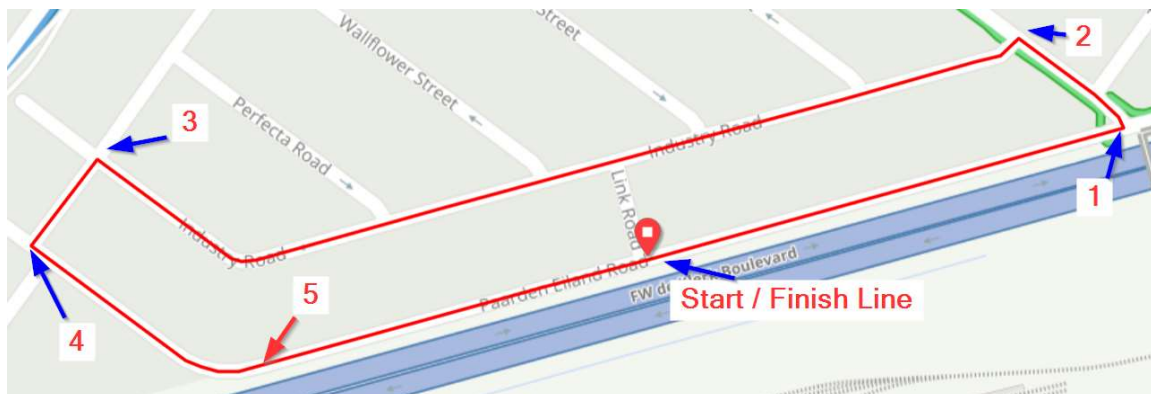 Wallflower Street
Street
2
3
Perfecta Road
Industry Road
1
Link Road
Industry Road
5
Paarden Eiland Road
Start / Finish Line
4